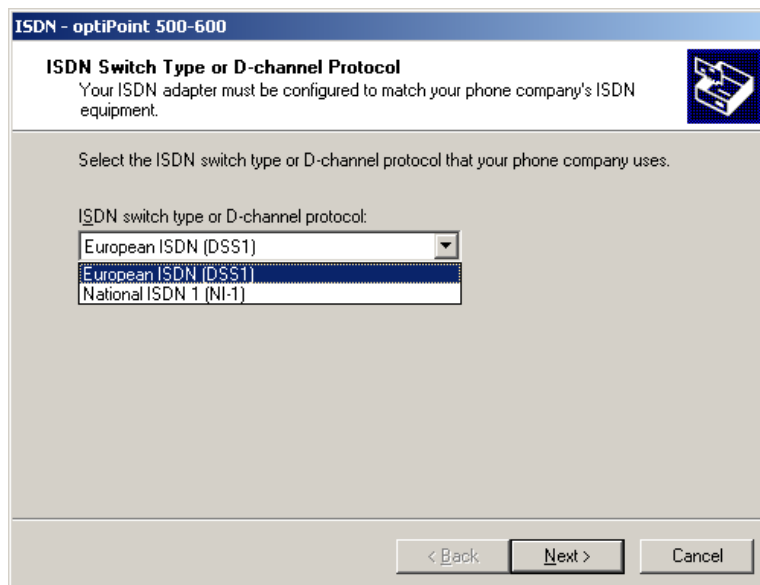 ISDN - optiPoint 500-600
ISDN Switch Type or D-channel Protocol
Your ISDN adapter must be configured to match your phone company's ISDN
equipment.
Select the ISDN switch type or D-channel protocol that your phone company uses.
ISDN switch type or D-channel protocol:
European ISDN (DSS1)
European ISDN (DSS1)
National ISDN 1 (NI-1)
< Back Next > Cancel